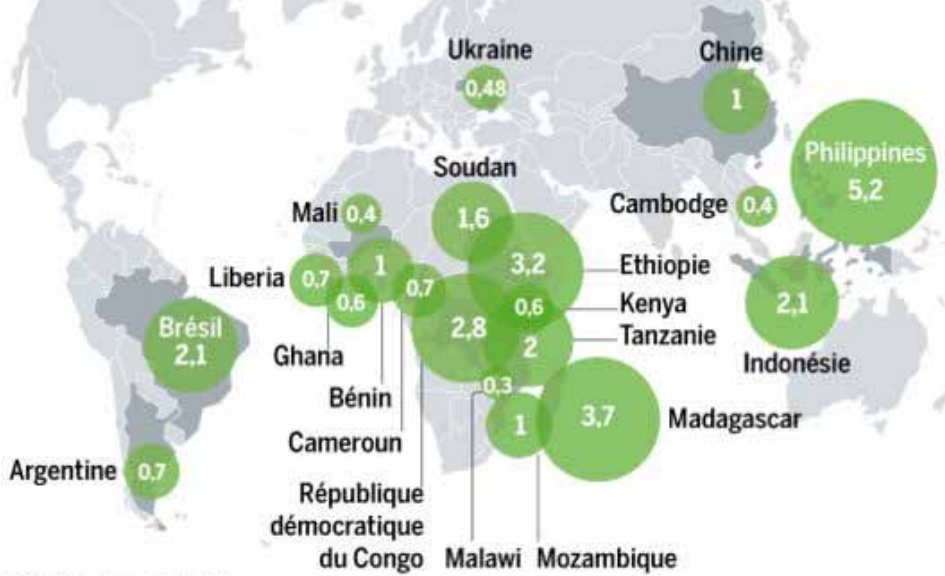 Ukraine
0,48
Chine
1
Philippines
5,2
Soudan
1,6
Mali
0,4
Cambodge
0,4
Liberia
0,7
1
0,6
0,7
3,2
Ethiopie
0,6
Kenya
2,8
2
Tanzanie
2,1
Indonésie
Brésil
2,1
Ghana
Bénin
Cameroun
0,3
1
3,7
Madagascar
Argentine
0,7
République
démocratique
du Congo
Malawi
Mozambique